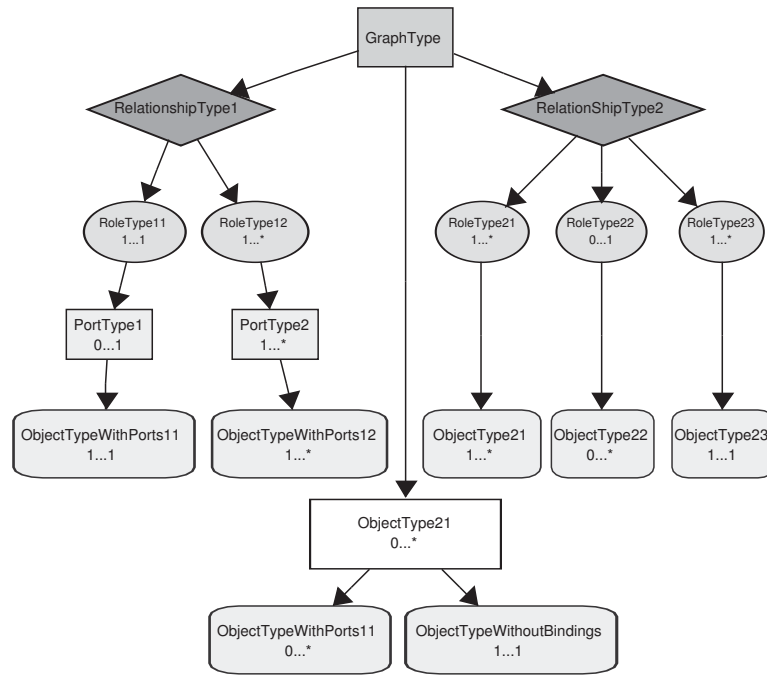 GraphType
RelationshipType1
RelationShipType2
RoleType11
1...1
RoleType12
1...*
RoleType21
1...*
RoleType22
0...1
RoleType23
1...*
PortType1
0...1
PortType2
1...*
ObjectTypeWithPorts11
1...1
ObjectTypeWithPorts12
1...*
ObjectType21
1...*
ObjectType22
0...*
ObjectType23
1...1
ObjectType21
0...*
ObjectTypeWithPorts11
0...*
ObjectTypeWithoutBindings
1...1